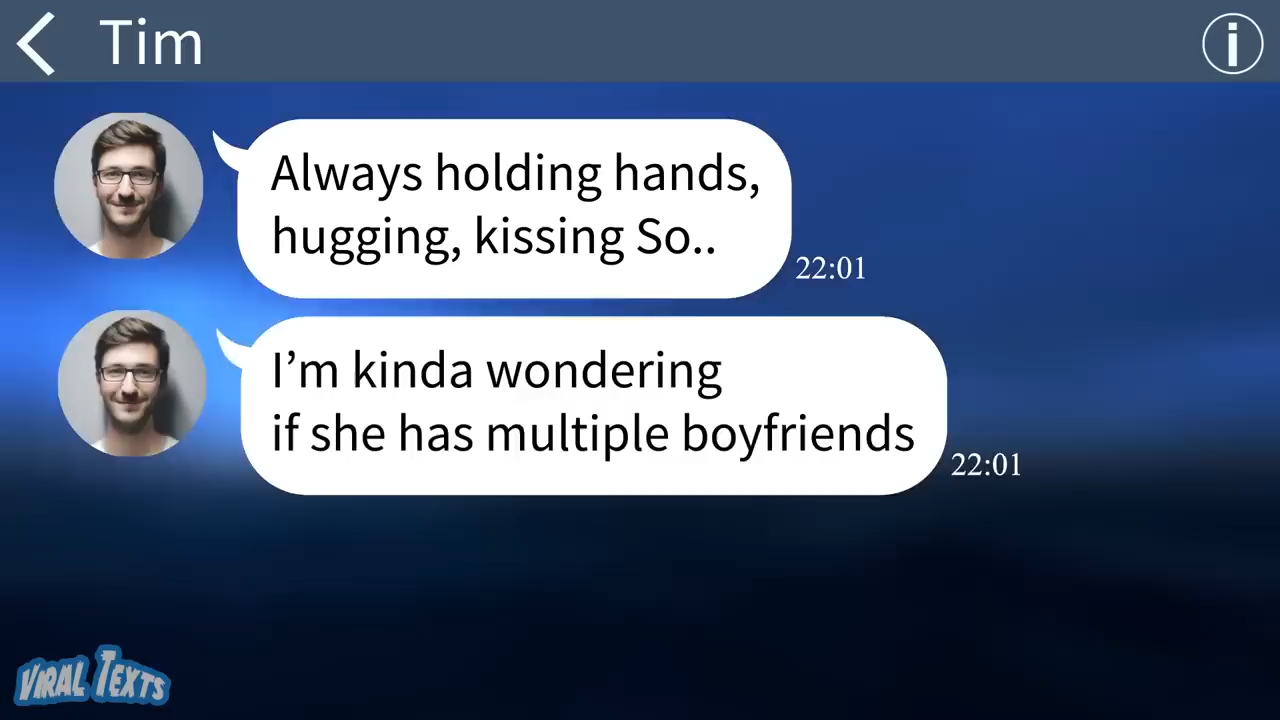 Tim
Always holding hands,
hugging, kissing So..
22:01
I’m kinda wondering
if she has multiple boyfriends
22:01
VIRAL TEXTS